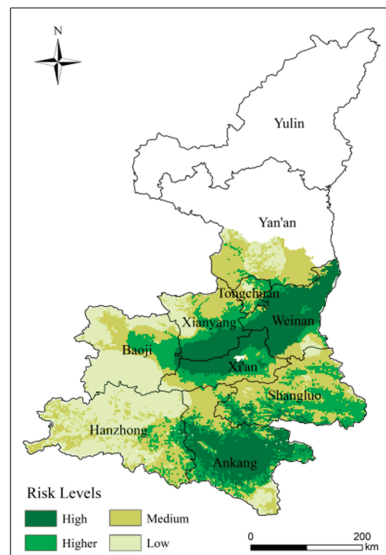 N
Yulin
Yan'an
Tongchuan
Xianyang
Weinan
Baoji
Xi'an
Shangluo
Hanzhong
Ankang
Risk Levels
High
Medium
Higher
Low
0
200
km